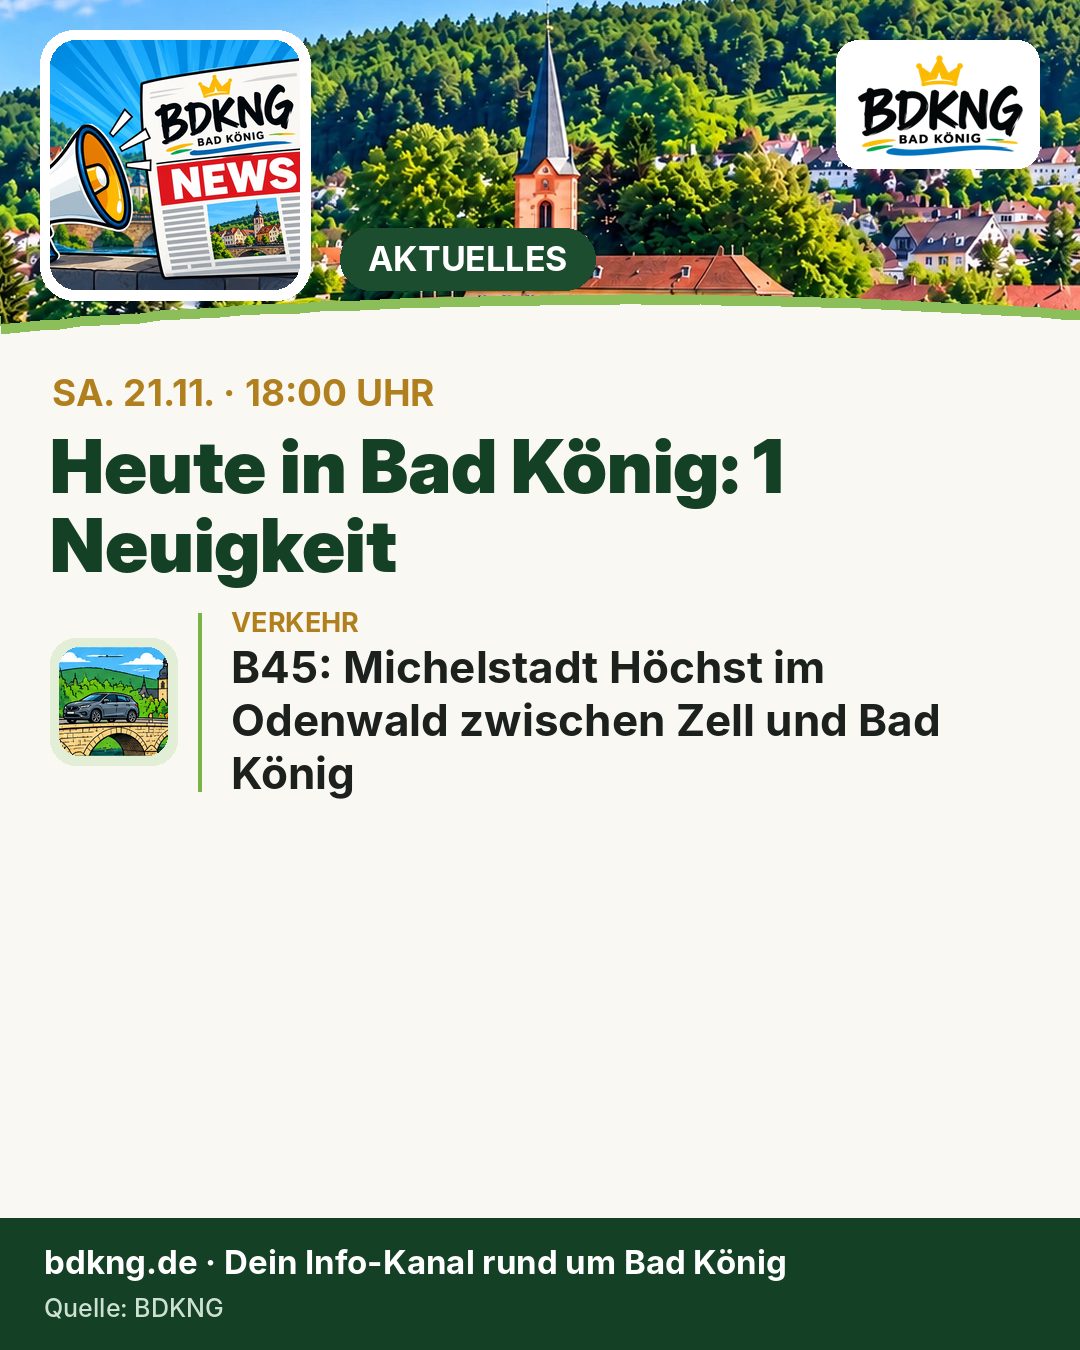 BDKNG
BAD KÖNIG
NEWS
BDKNG
BAD KÖNIG
AKTUELLES
SA. 21.11. · 18:00 UHR
Heute in Bad König: 1
Neuigkeit
VERKEHR
B45: Michelstadt Höchst im
Odenwald zwischen Zell und Bad
König
bdkng.de · Dein Info-Kanal rund um Bad König
Quelle: BDKNG